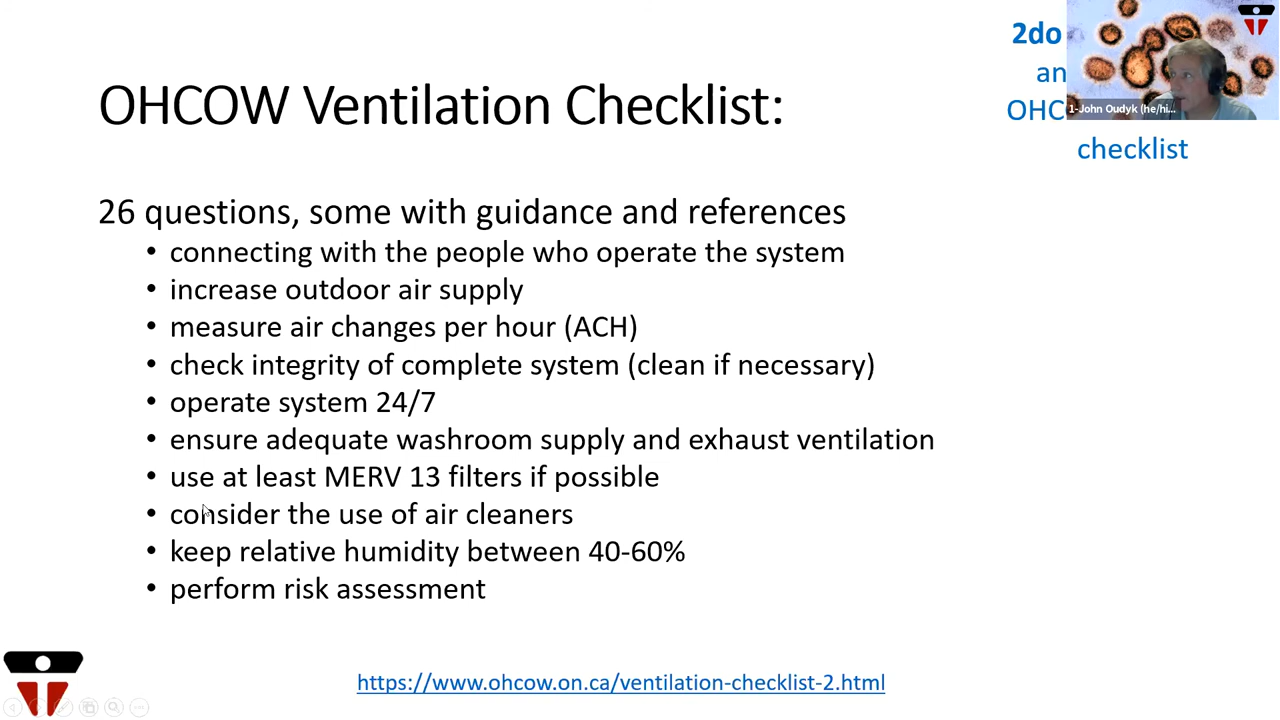 2do
an
OHC
checklist
1-John Oudyk (he/hi...
OHCOW Ventilation Checklist:
26 questions, some with guidance and references
• connecting with the people who operate the system
• increase outdoor air supply
• measure air changes per hour (ACH)
• check integrity of complete system (clean if necessary)
• operate system 24/7
• ensure adequate washroom supply and exhaust ventilation
• use at least MERV 13 filters if possible
• consider the use of air cleaners
• keep relative humidity between 40-60%
• perform risk assessment
https://www.ohcow.on.ca/ventilation-checklist-2.html